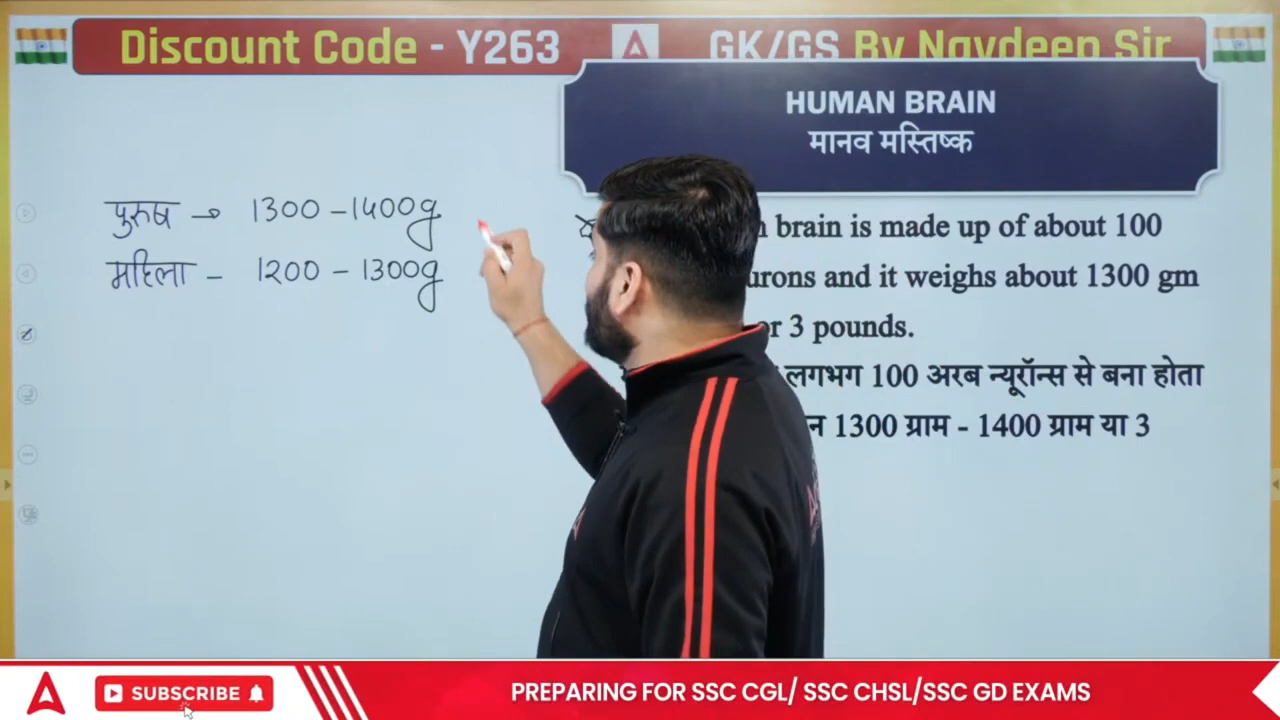 Discount Code - Y263 GK/GS By Navdeep Sir
HUMAN BRAIN
मानव मस्तिष्क
पुरुष → 1300 - 1400g
महिला - 1200 - 1300g
brain is made up of about 100
urons and it weighs about 1300 gm
or 3 pounds.
लगभग 100 अरब न्यूरॉन्स से बना होता
न 1300 ग्राम - 1400 ग्राम या 3
SUBSCRIBE
PREPARING FOR SSC CGL/ SSC CHSL/SSC GD EXAMS